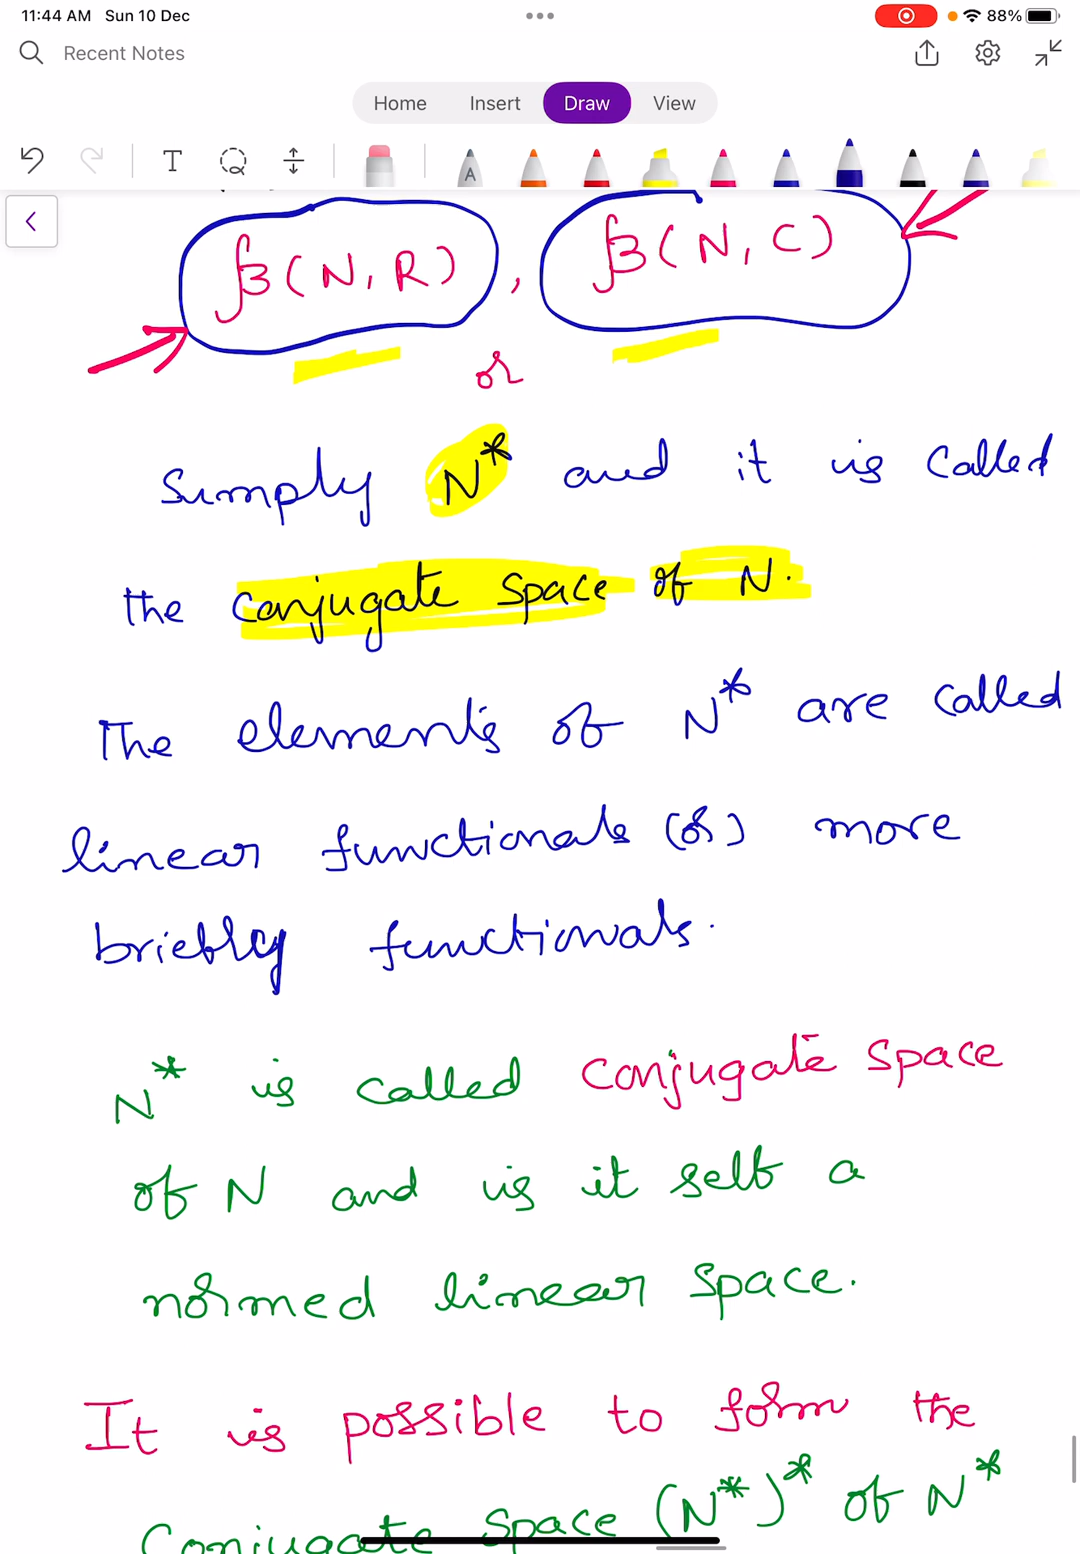 11:44 AM Sun 10 Dec
88%
Recent Notes
Home Insert Draw View
T A
β(N, R), β(N, C)
or
Simply N* and it is called
the conjugate space of N.
The elements of N* are called
linear functionals (or) more
briefly functionals.
N* is called conjugate space
of N and is it self a
normed linear space.
It is possible to form the
Conjugate space (N*)* of N*